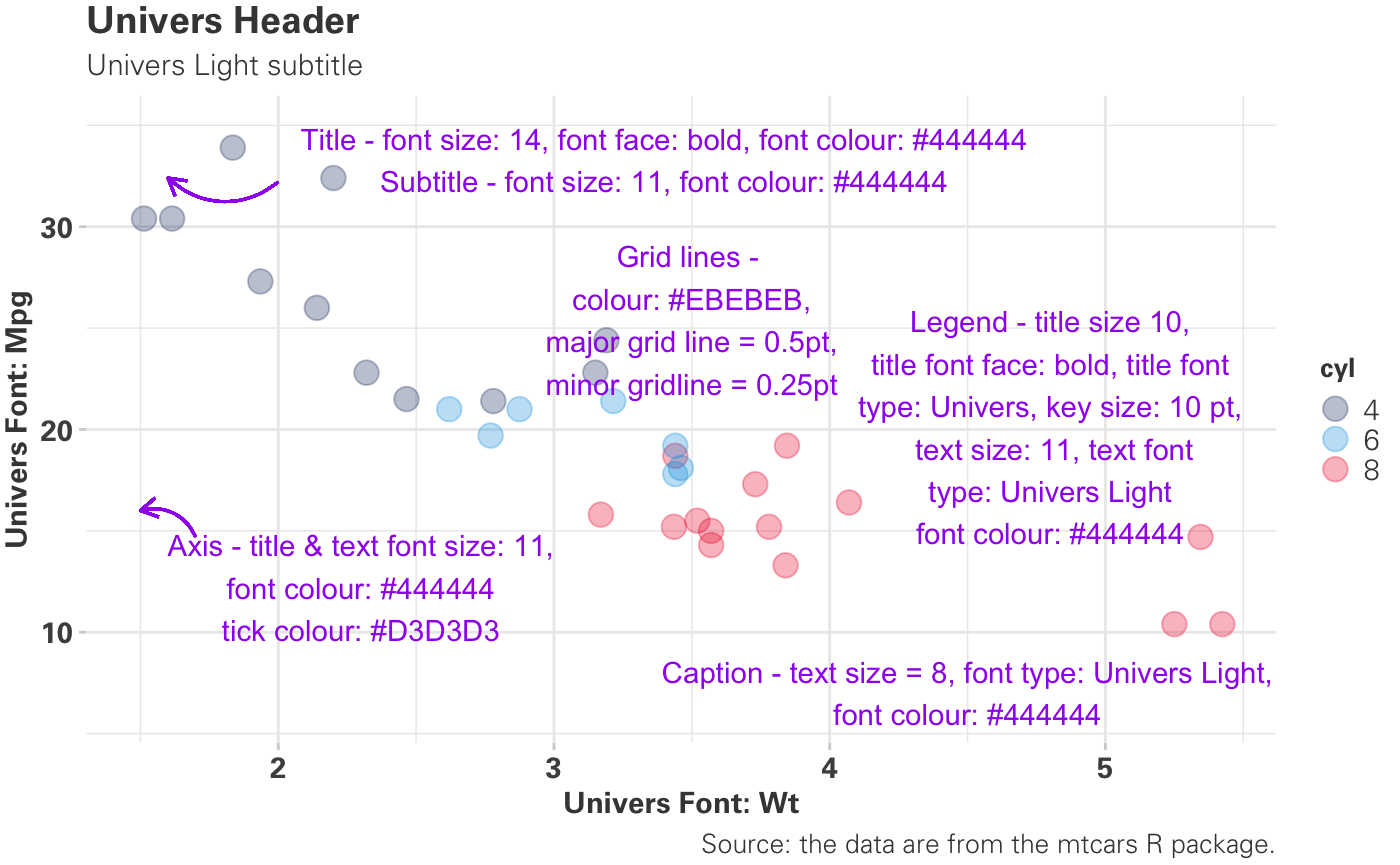 Univers Header
Univers Light subtitle
Title - font size: 14, font face: bold, font colour: #444444
Subtitle - font size: 11, font colour: #444444
30
Grid lines -
colour: #EBEBEB,
major grid line = 0.5pt,
minor gridline = 0.25pt
Legend - title size 10,
title font face: bold, title font
type: Univers, key size: 10 pt,
text size: 11, text font
type: Univers Light
font colour: #444444
cyl
4
6
8
Univers Font: Mpg
20
Axis - title & text font size: 11,
font colour: #444444
tick colour: #D3D3D3
10
Caption - text size = 8, font type: Univers Light,
font colour: #444444
2
3
4
5
Univers Font: Wt
Source: the data are from the mtcars R package.